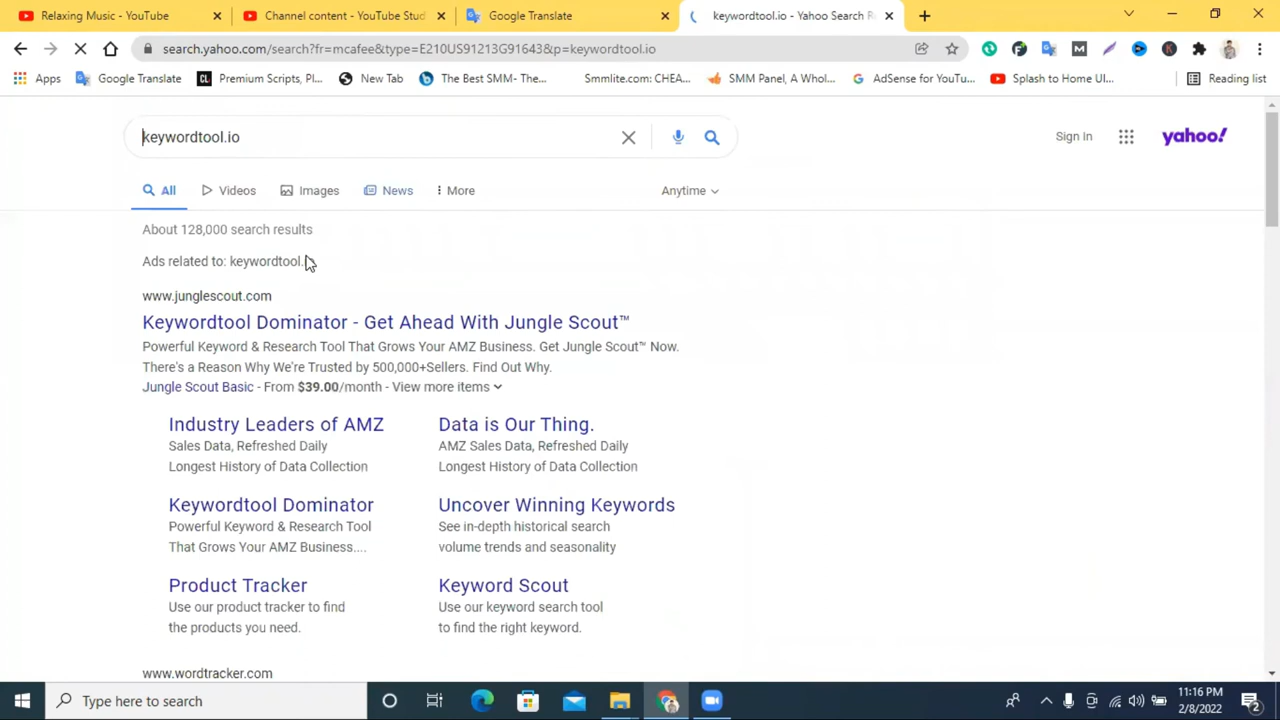 Relaxing Music - YouTube
Channel content - YouTube Stud
Google Translate
keywordtool.io - Yahoo Search R
search.yahoo.com/search?fr=mcafee&type=E210US91213G91643&p=keywordtool.io
Apps
Google Translate
Premium Scripts, Pl...
New Tab
The Best SMM- The...
Smmlite.com: CHEA...
SMM Panel, A Whol...
AdSense for YouTu...
Splash to Home UI...
Reading list
keywordtool.io
Sign In
yahoo!
All
Videos
Images
News
More
Anytime
About 128,000 search results
Ads related to: keywordtool.
www.junglescout.com
Keywordtool Dominator - Get Ahead With Jungle Scout™
Powerful Keyword & Research Tool That Grows Your AMZ Business. Get Jungle Scout™ Now.
There's a Reason Why We're Trusted by 500,000+Sellers. Find Out Why.
Jungle Scout Basic - From $39.00/month - View more items
Industry Leaders of AMZ
Sales Data, Refreshed Daily
Longest History of Data Collection
Data is Our Thing.
AMZ Sales Data, Refreshed Daily
Longest History of Data Collection
Keywordtool Dominator
Powerful Keyword & Research Tool
That Grows Your AMZ Business....
Uncover Winning Keywords
See in-depth historical search
volume trends and seasonality
Product Tracker
Use our product tracker to find
the products you need.
Keyword Scout
Use our keyword search tool
to find the right keyword.
www.wordtracker.com
Type here to search
11:16 PM
2/8/2022
2